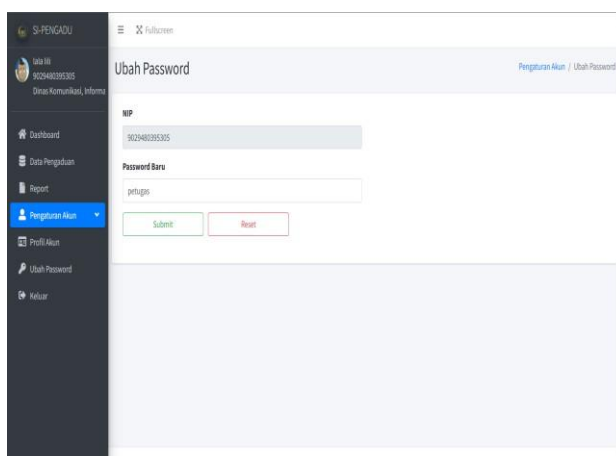 SI-PENGADU
Fullscreen
lala lili
9029480395305
Dinas Komunikasi, Informa
Dashboard
Data Pengaduan
Report
Pengaturan Akun
Profil Akun
Ubah Password
Keluar
Ubah Password
Pengaturan Akun / Ubah Password
NIP
9029480395305
Password Baru
petugas
Submit
Reset